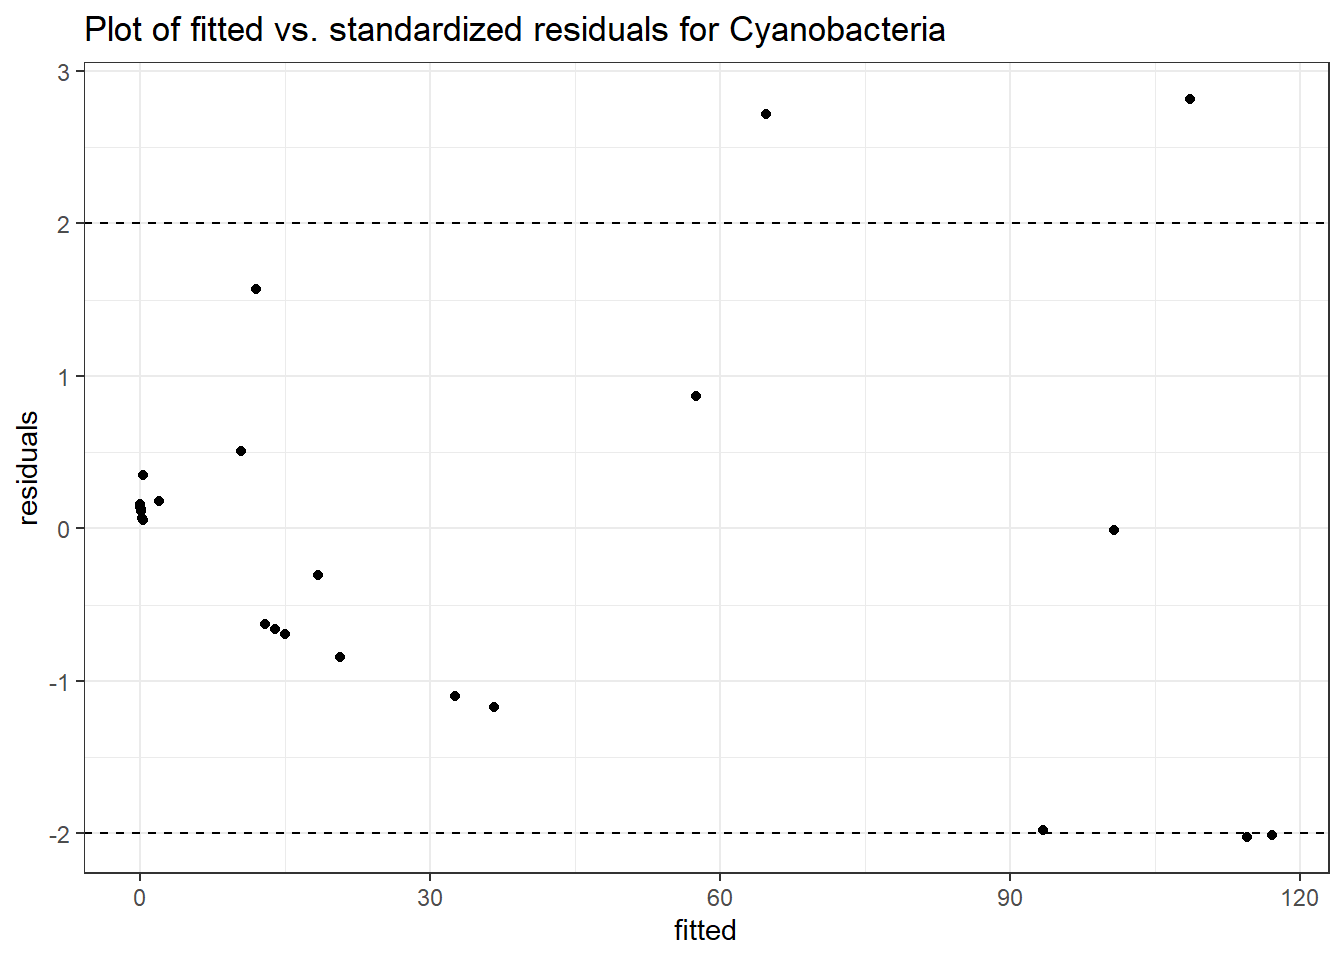 Plot of fitted vs. standardized residuals for Cyanobacteria
3
2
1
0
-1
-2
residuals
0 30 60 90 120
fitted